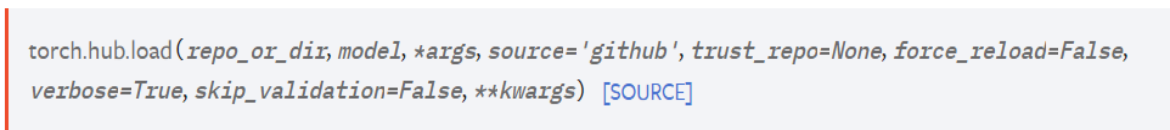 torch.hub.load(repo_or_dir, model, *args, source='github', trust_repo=None, force_reload=False,
verbose=True, skip_validation=False, **kwargs) [SOURCE]